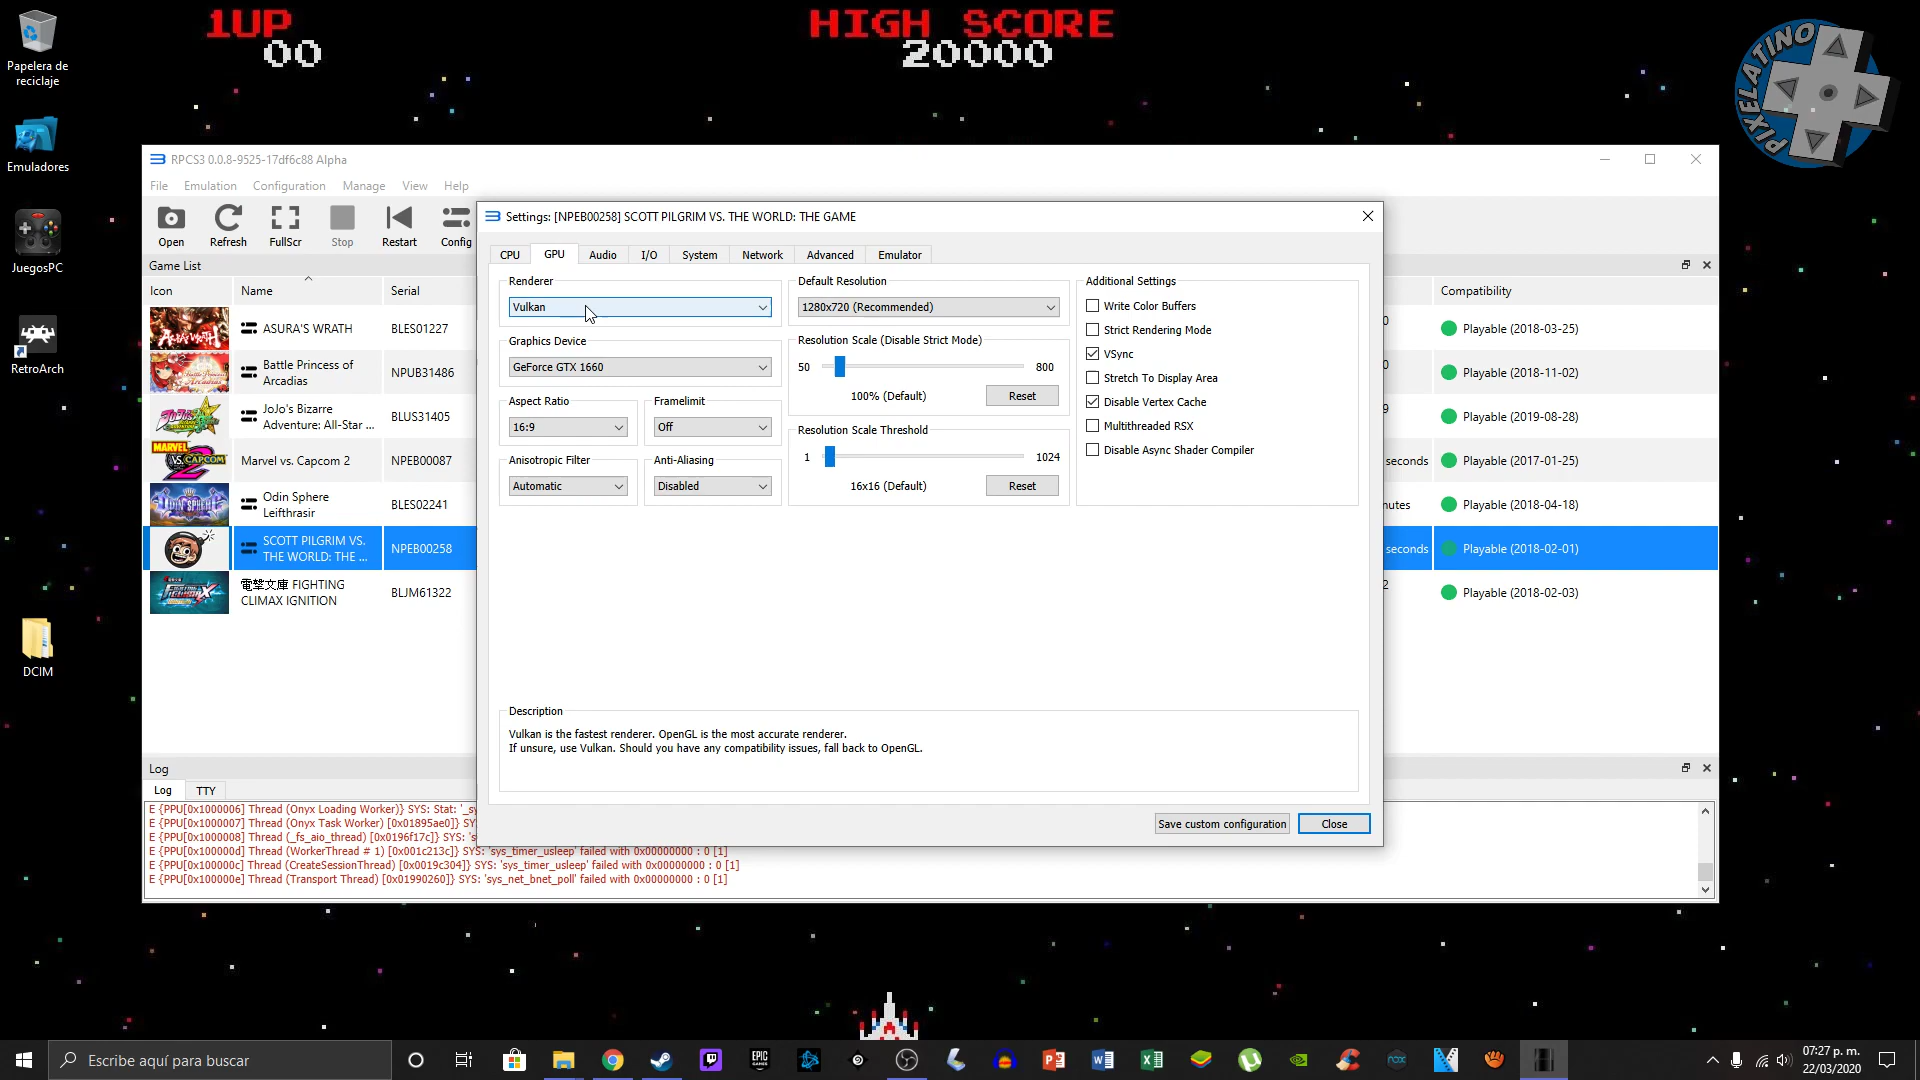 1UP
00
HIGH SCORE
20000
PIXELATINO
Papelera de
reciclaje
Emuladores
JuegosPC
RetroArch
DCIM
RPCS3 0.0.8-9525-17df6c88 Alpha
File Emulation Configuration Manage View Help
Open Refresh FullScr Stop Restart Config
Game List
Icon Name Serial Compatibility
ASURA'S WRATH BLES01227 0 Playable (2018-03-25)
Battle Princess of
Arcadias NPUB31486 0 Playable (2018-11-02)
JoJo's Bizarre
Adventure: All-Star ... BLUS31405 9 Playable (2019-08-28)
MARVEL
VS. CAPCOM
2
Marvel vs. Capcom 2 NPEB00087 seconds Playable (2017-01-25)
Odin Sphere
Leifthrasir BLES02241 nutes Playable (2018-04-18)
SCOTT PILGRIM VS.
THE WORLD: THE ... NPEB00258 seconds Playable (2018-02-01)
電撃文庫 FIGHTING
CLIMAX IGNITION BLJM61322 2 Playable (2018-02-03)
Settings: [NPEB00258] SCOTT PILGRIM VS. THE WORLD: THE GAME
CPU GPU Audio I/O System Network Advanced Emulator
Renderer
Vulkan
Graphics Device
GeForce GTX 1660
Aspect Ratio Framelimit
16:9 Off
Anisotropic Filter Anti-Aliasing
Automatic Disabled
Default Resolution
1280x720 (Recommended)
Resolution Scale (Disable Strict Mode)
50 800
100% (Default) Reset
Resolution Scale Threshold
1 1024
16x16 (Default) Reset
Additional Settings
Write Color Buffers
Strict Rendering Mode
VSync
Stretch To Display Area
Disable Vertex Cache
Multithreaded RSX
Disable Async Shader Compiler
Description
Vulkan is the fastest renderer. OpenGL is the most accurate renderer.
If unsure, use Vulkan. Should you have any compatibility issues, fall back to OpenGL.
Save custom configuration Close
Log
Log TTY
E {PPU[0x1000006] Thread (Onyx Loading Worker)} SYS: Stat: '_sy
E {PPU[0x1000007] Thread (Onyx Task Worker) [0x01895ae0]} SY
E {PPU[0x1000008] Thread (_fs_aio_thread) [0x0196f17c]} SYS: 's
E {PPU[0x100000d] Thread (WorkerThread # 1) [0x001c213c]} SYS: 'sys_timer_usleep' failed with 0x00000000 : 0 [1]
E {PPU[0x100000c] Thread (CreateSessionThread) [0x0019c304]} SYS: 'sys_timer_usleep' failed with 0x00000000 : 0 [1]
E {PPU[0x100000e] Thread (Transport Thread) [0x01990260]} SYS: 'sys_net_bnet_poll' failed with 0x00000000 : 0 [1]
Escribe aquí para buscar
EPIC
GAMES
nox
07:27 p. m.
22/03/2020